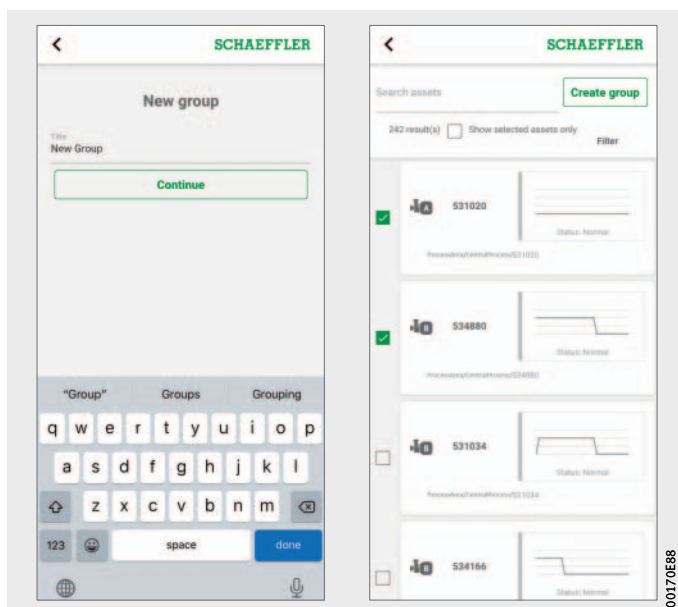 SCHAEFFLER
New group
Title
New Group
Continue
"Group" Groups Grouping
q w e r t y u i o p
a s d f g h j k l
z x c v b n m
123 space done
SCHAEFFLER
Search assets
Create group
242 result(s) Show selected assets only
Filter
A 531020
Status: Normal
B 534880
Status: Normal
B 531034
Status: Normal
B 534166
Status: Normal
00170E88